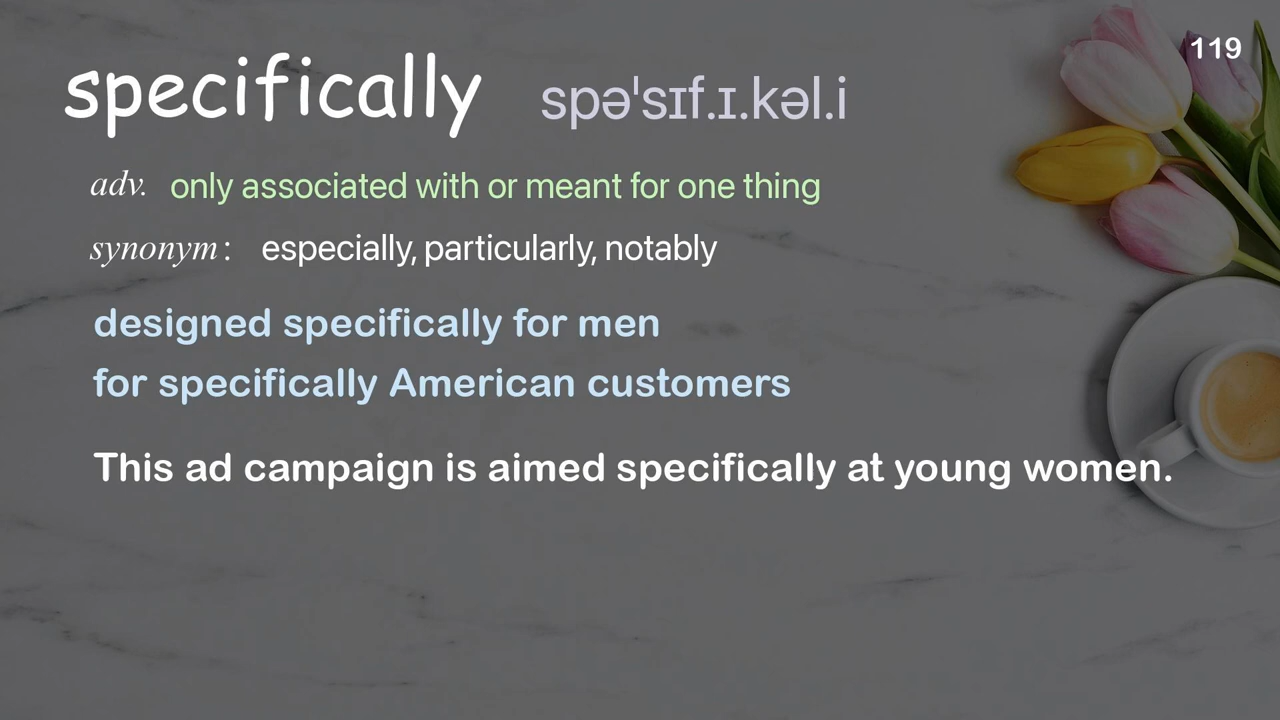 119
specifically spəˈsɪf.ɪ.kəl.i
adv. only associated with or meant for one thing
synonym: especially, particularly, notably
designed specifically for men
for specifically American customers
This ad campaign is aimed specifically at young women.